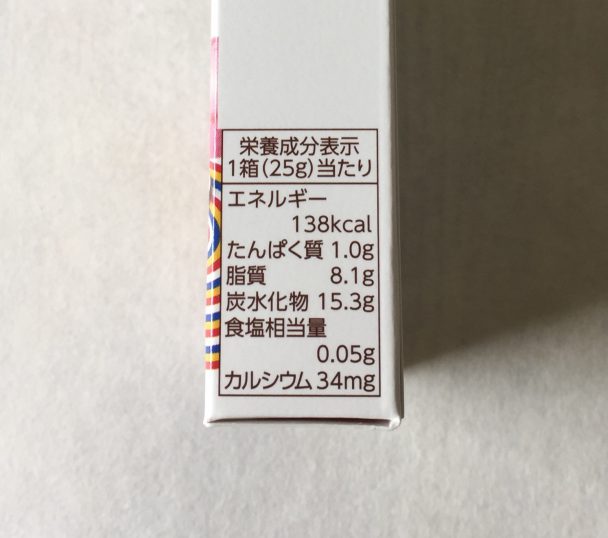 栄養成分表示
1箱(25g)当たり
エネルギー
138kcal
たんぱく質 1.0g
脂質 8.1g
炭水化物 15.3g
食塩相当量
0.05g
カルシウム 34mg